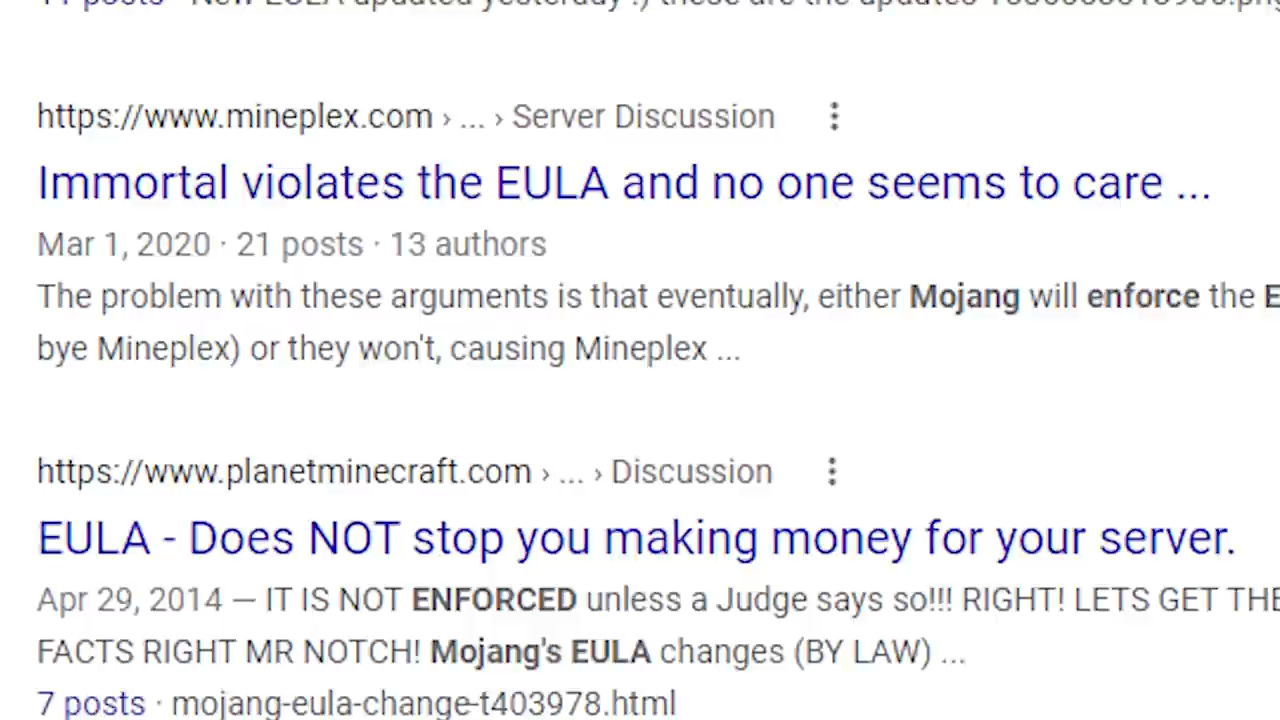 https://www.mineplex.com › ... › Server Discussion
Immortal violates the EULA and no one seems to care ...
Mar 1, 2020 · 21 posts · 13 authors
The problem with these arguments is that eventually, either Mojang will enforce the
bye Mineplex) or they won't, causing Mineplex ...
https://www.planetminecraft.com › ... › Discussion
EULA - Does NOT stop you making money for your server.
Apr 29, 2014 — IT IS NOT ENFORCED unless a Judge says so!!! RIGHT! LETS GET THE
FACTS RIGHT MR NOTCH! Mojang's EULA changes (BY LAW) ...
7 posts · mojang-eula-change-t403978.html